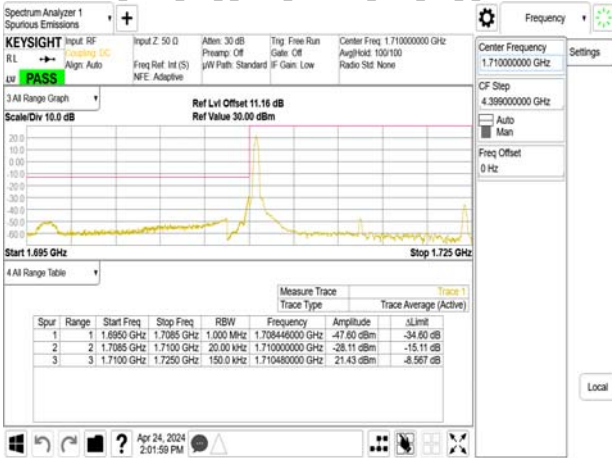 Spectrum Analyzer 1
Spurious Emissions
Frequency
KEYSIGHT
Input: RF
Input Z: 50 Ω
Atten: 30 dB
Trig: Free Run
Center Freq: 1.710000000 GHz
RL
Coupling: DC
Preamp: Off
Gate: Off
Avg|Hold: 100/100
Align: Auto
Freq Ref: Int (S)
µW Path: Standard
IF Gain: Low
Radio Std: None
NFE: Adaptive
PASS
Center Frequency
1.710000000 GHz
Settings
CF Step
4.399000000 GHz
Auto
Man
Freq Offset
0 Hz
3 All Range Graph
Ref Lvl Offset 11.16 dB
Scale/Div 10.0 dB
Ref Value 30.00 dBm
20.0
10.0
0.00
-10.0
-20.0
-30.0
-40.0
-50.0
-60.0
Start 1.695 GHz
Stop 1.725 GHz
4 All Range Table
Measure Trace
Trace 1
Trace Type
Trace Average (Active)
Spur Range Start Freq Stop Freq RBW Frequency Amplitude ΔLimit
1 1 1.6950 GHz 1.7085 GHz 1.000 MHz 1.708446000 GHz -47.60 dBm -34.60 dB
2 2 1.7085 GHz 1.7100 GHz 20.00 kHz 1.710000000 GHz -28.11 dBm -15.11 dB
3 3 1.7100 GHz 1.7250 GHz 150.0 kHz 1.710480000 GHz 21.43 dBm -8.567 dB
Local
Apr 24, 2024
2:01:59 PM